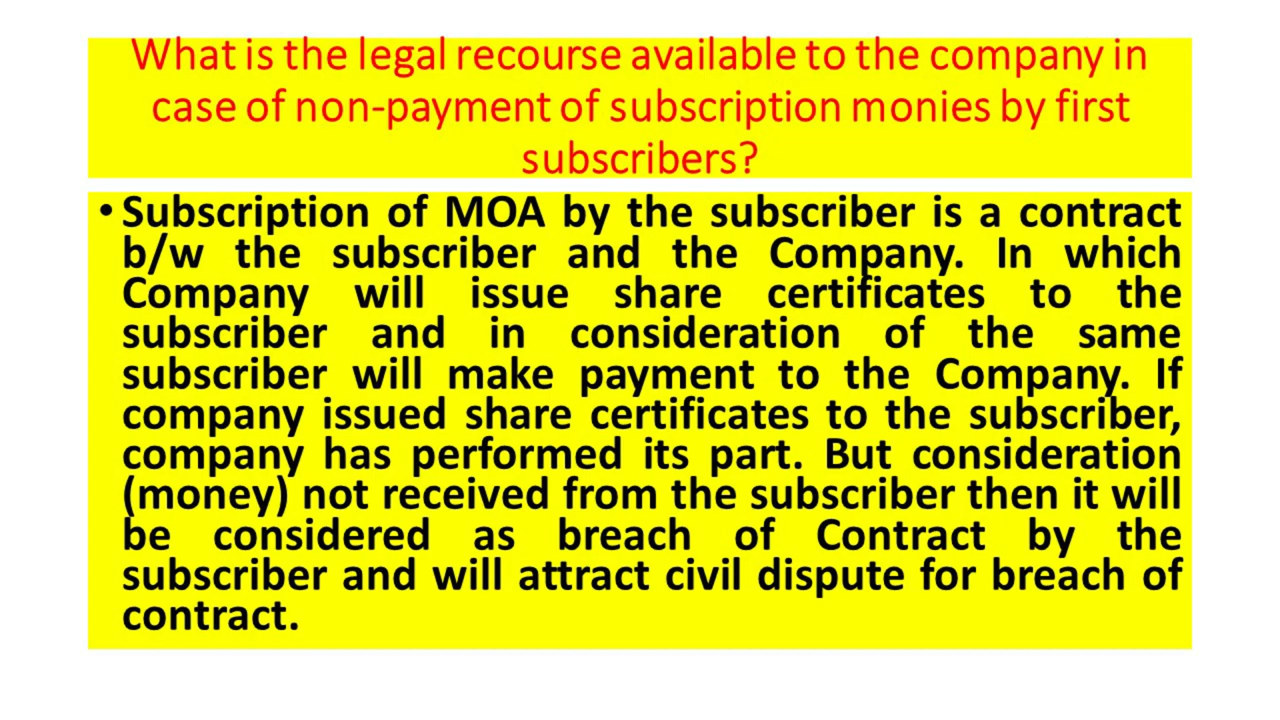 What is the legal recourse available to the company in
case of non-payment of subscription monies by first
subscribers?
• Subscription of MOA by the subscriber is a contract
b/w the subscriber and the Company. In which
Company will issue share certificates to the
subscriber and in consideration of the same
subscriber will make payment to the Company. If
company issued share certificates to the subscriber,
company has performed its part. But consideration
(money) not received from the subscriber then it will
be considered as breach of Contract by the
subscriber and will attract civil dispute for breach of
contract.